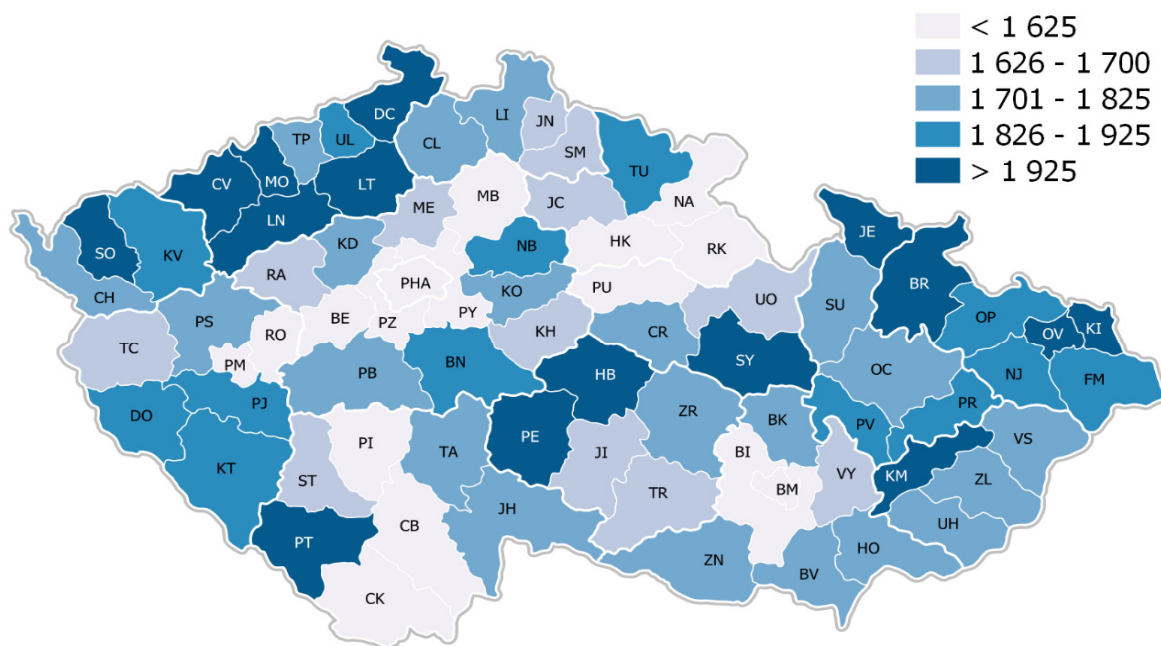 < 1 625
1 626 - 1 700
1 701 - 1 825
1 826 - 1 925
> 1 925
DC
LI
JN
TP
UL
CL
SM
TU
CV
MO
LT
MB
NA
ME
JC
LN
SO
KV
KD
NB
HK
RK
JE
RA
PHA
BR
CH
KO
PU
UO
SU
PS
BE
PZ
PY
KH
CR
OP
OV
KI
TC
RO
PM
PB
BN
HB
SY
OC
NJ
FM
DO
PJ
PI
TA
PE
ZR
BK
PV
PR
VS
KT
ST
JI
BI
VY
KM
ZL
TR
BM
JH
CB
UH
PT
HO
ZN
BV
CK